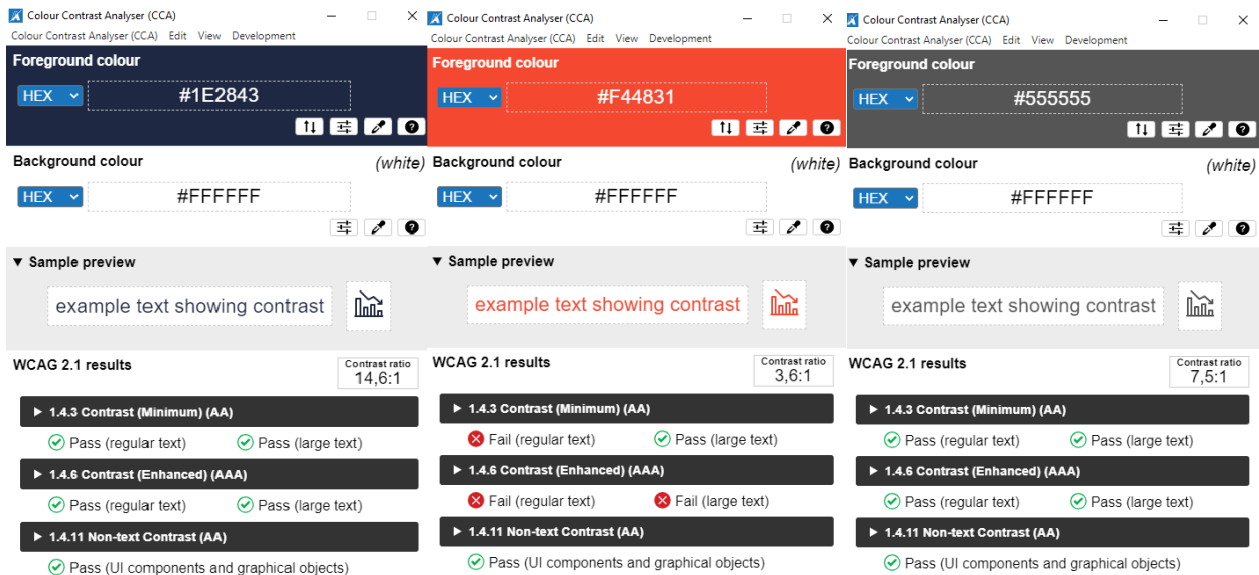 Colour Contrast Analyser (CCA)
Colour Contrast Analyser (CCA) Edit View Development
Foreground colour
HEX #1E2843
Background colour (white)
HEX #FFFFFF
▼ Sample preview
example text showing contrast
WCAG 2.1 results Contrast ratio
14,6:1
▶ 1.4.3 Contrast (Minimum) (AA)
Pass (regular text) Pass (large text)
▶ 1.4.6 Contrast (Enhanced) (AAA)
Pass (regular text) Pass (large text)
▶ 1.4.11 Non-text Contrast (AA)
Pass (UI components and graphical objects)
Colour Contrast Analyser (CCA)
Colour Contrast Analyser (CCA) Edit View Development
Foreground colour
HEX #F44831
Background colour (white)
HEX #FFFFFF
▼ Sample preview
example text showing contrast
WCAG 2.1 results Contrast ratio
3,6:1
▶ 1.4.3 Contrast (Minimum) (AA)
Fail (regular text) Pass (large text)
▶ 1.4.6 Contrast (Enhanced) (AAA)
Fail (regular text) Fail (large text)
▶ 1.4.11 Non-text Contrast (AA)
Pass (UI components and graphical objects)
Colour Contrast Analyser (CCA)
Colour Contrast Analyser (CCA) Edit View Development
Foreground colour
HEX #555555
Background colour (white)
HEX #FFFFFF
▼ Sample preview
example text showing contrast
WCAG 2.1 results Contrast ratio
7,5:1
▶ 1.4.3 Contrast (Minimum) (AA)
Pass (regular text) Pass (large text)
▶ 1.4.6 Contrast (Enhanced) (AAA)
Pass (regular text) Pass (large text)
▶ 1.4.11 Non-text Contrast (AA)
Pass (UI components and graphical objects)